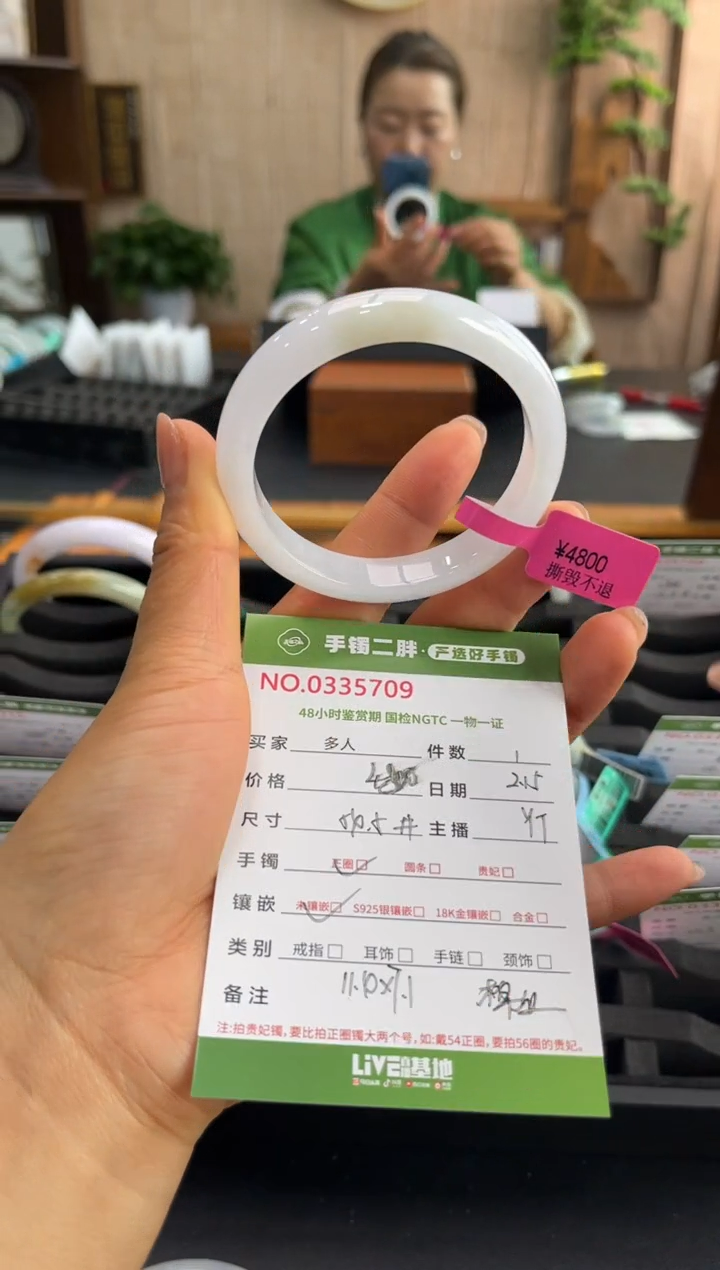 ¥4800
撕毁不退
手镯二胖·严选好手镯
NO.0335709
48小时鉴赏期 国检NGTC 一物一证
买家 多人 件数 1
价格 日期 2.15
尺寸 主播 YT
手镯 正圈 圆条 贵妃
镶嵌 未镶嵌 S925银镶嵌 18K金镶嵌 合金
类别 戒指 耳饰 手链 颈饰
备注
注:拍贵妃镯,要比拍正圈镯大两个号,如:戴54正圈,要拍56圈的贵妃。
LiVE 基地